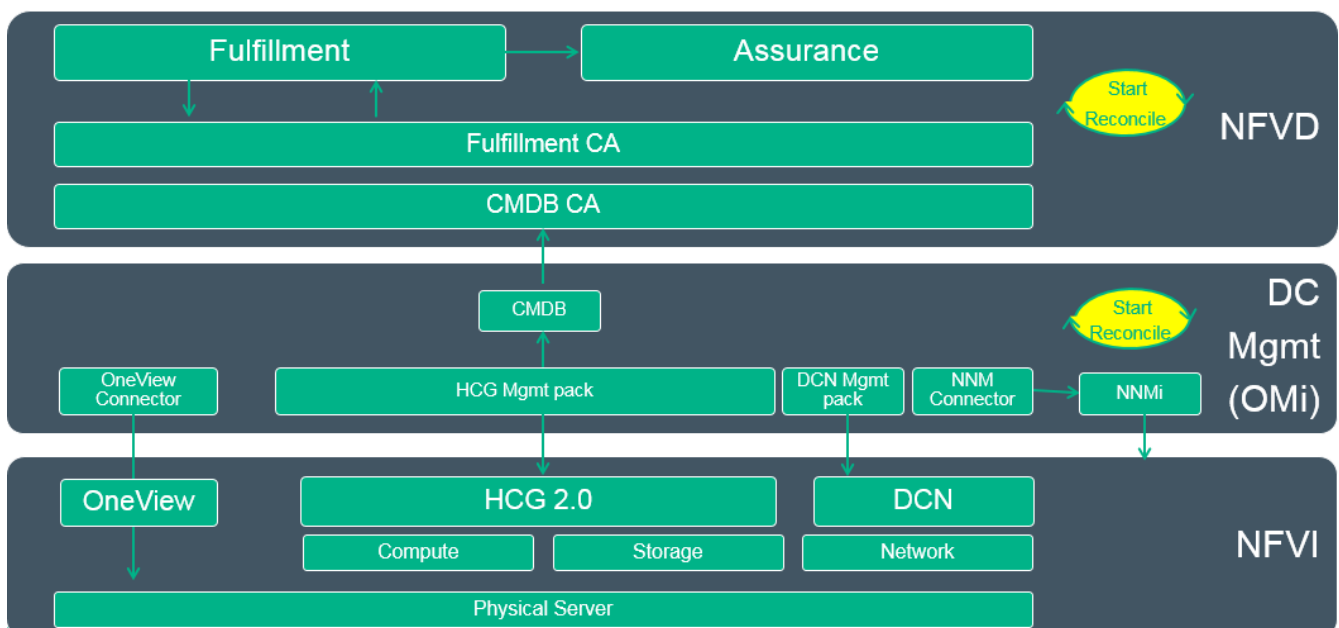 Fulfillment
Assurance
Start
Reconcile
NFVD
Fulfillment CA
CMDB CA
CMDB
Start
Reconcile
DC
Mgmt
(OMi)
OneView
Connector
HCG Mgmt pack
DCN Mgmt
pack
NNM
Connector
NNMi
OneView
HCG 2.0
DCN
NFVI
Compute
Storage
Network
Physical Server